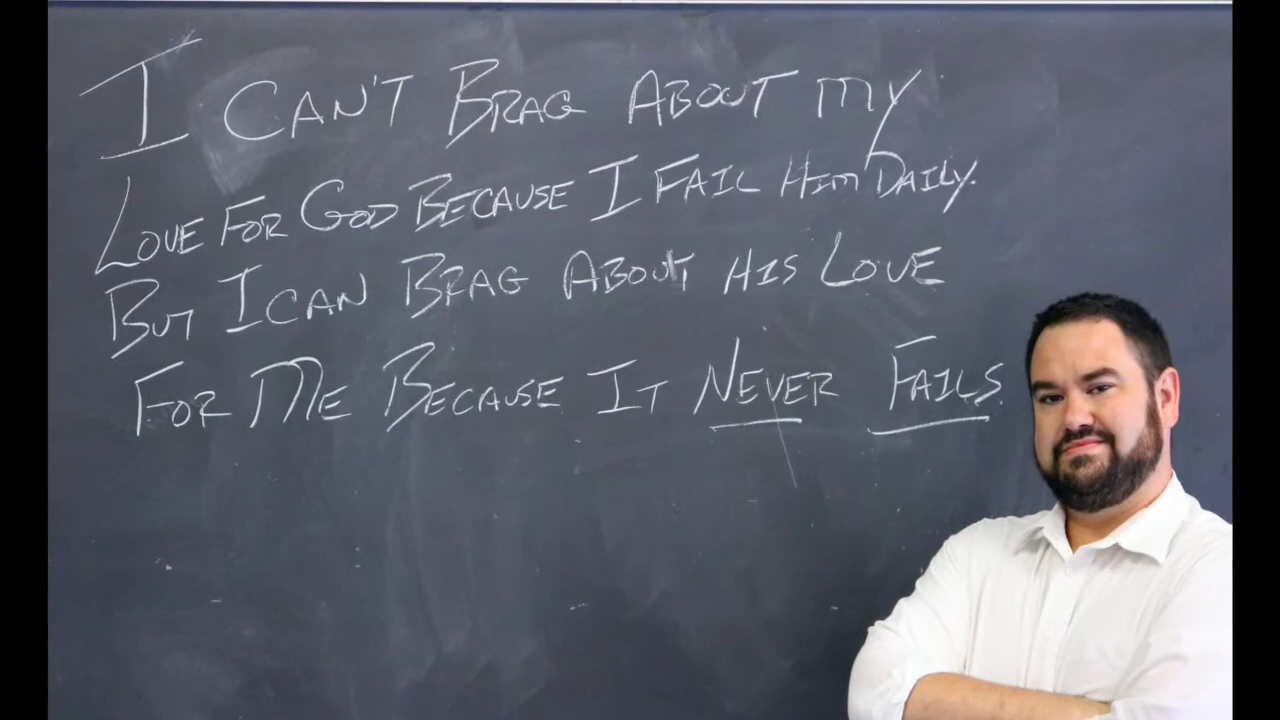 I CAN'T BRAG ABOUT MY
LOVE FOR GOD BECAUSE I FAIL HIM DAILY.
BUT I CAN BRAG ABOUT HIS LOVE
FOR ME BECAUSE IT NEVER FAILS.